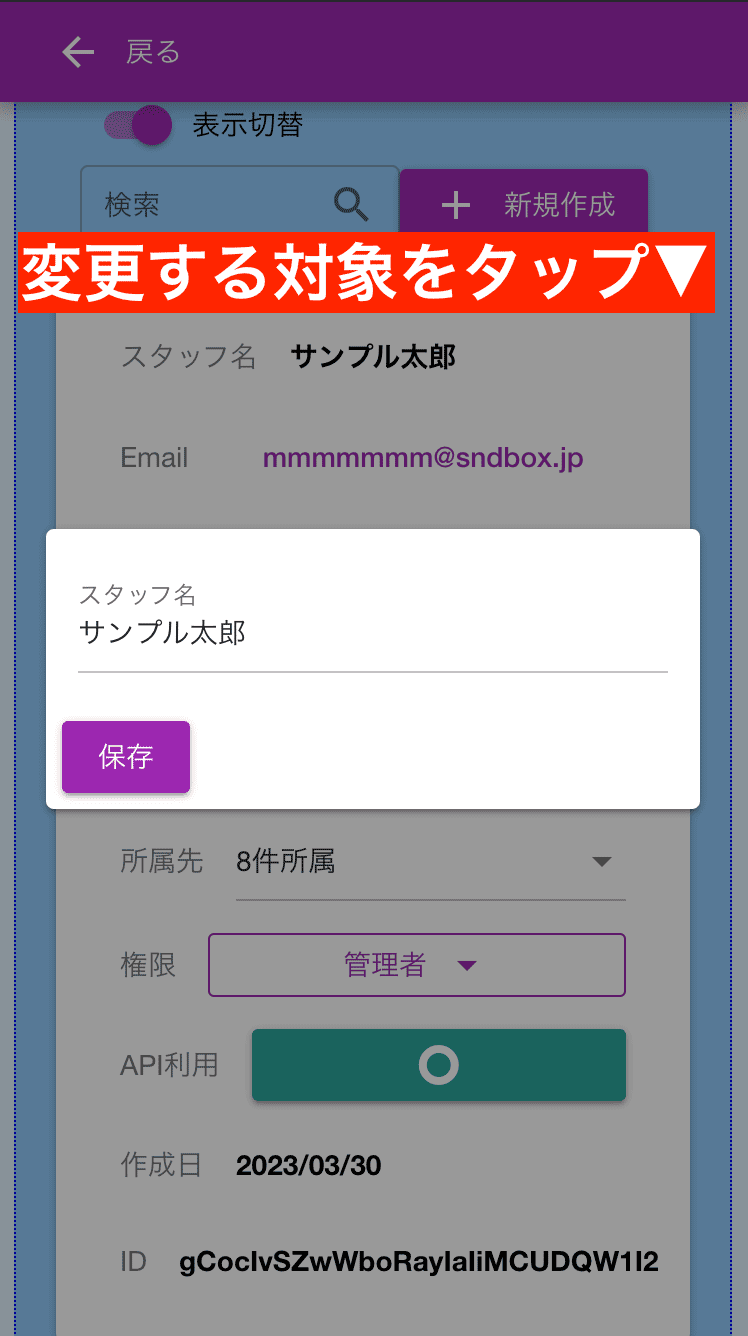 戻る
表示切替
検索
新規作成
変更する対象をタップ▼
スタッフ名 サンプル太郎
Email mmmmmmm@sndbox.jp
スタッフ名
サンプル太郎
保存
所属先 8件所属
権限 管理者
API利用
作成日 2023/03/30
ID gCocIvSZwWboRayIaIiMCUDQW1I2